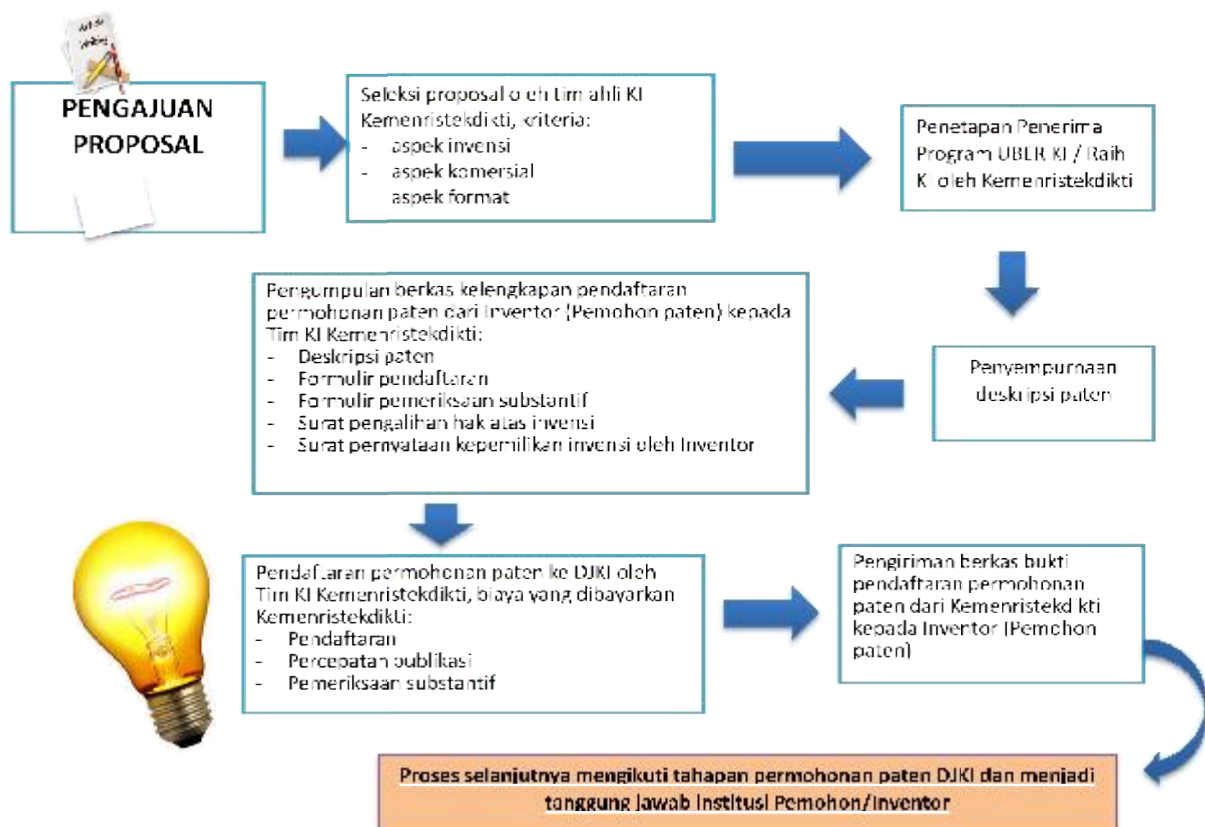 PENGAJUAN
PROPOSAL
Seleksi proposal oleh tim ahli KI
Kemenristekdikti, kriteria:
- aspek invensi
- aspek komersial
aspek format
Penetapan Penerima
Program UBER KI / Raih
KI oleh Kemenristekdikti
Penyempurnaan
deskripsi paten
Pengumpulan berkas kelengkapan pendaftaran
permohonan paten dari Inventor (Pemohon paten) kepada
Tim KI Kemenristekdikti:
- Deskripsi paten
- Formulir pendaftaran
- Formulir pemeriksaan substantif
- Surat pengalihan hak atas invensi
- Surat pernyataan kepemilikan invensi oleh Inventor
Pendaftaran permohonan paten ke DJKI oleh
Tim KI Kemenristekdikti, biaya yang dibayarkan
Kemenristekdikti:
- Pendaftaran
- Percepatan publikasi
- Pemeriksaan substantif
Pengiriman berkas bukti
pendaftaran permohonan
paten dari Kemenristekdikti
kepada Inventor (Pemohon
paten)
Proses selanjutnya mengikuti tahapan permohonan paten DJKI dan menjadi
tanggung jawab Institusi Pemohon/Inventor